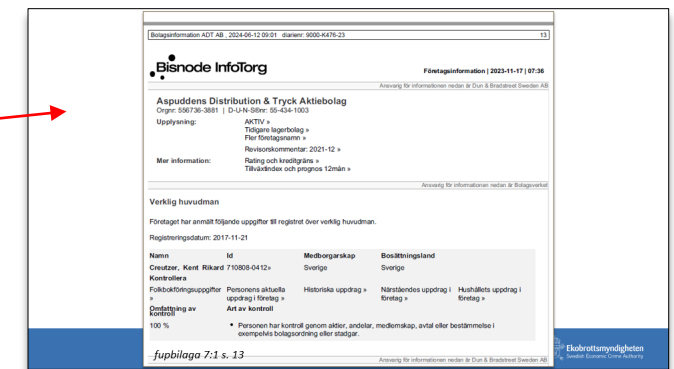 Bolagsinformation ADT AB , 2024-06-12 09:01 diarienr: 9000-K476-23 13
Bisnode InfoTorg
Företagsinformation | 2023-11-17 | 07:36
Ansvarig för informationen nedan är Dun & Bradstreet Sweden AB
Aspuddens Distribution & Tryck Aktiebolag
Orgnr: 556736-3881 | D-U-N-S®nr: 55-434-1003
Upplysning: AKTIV »
Tidigare lagerbolag »
Fler företagsnamn »
Revisorskommentar: 2021-12 »
Mer information: Rating och kreditgräns »
Tillväxtindex och prognos 12mån »
Ansvarig för informationen nedan är Bolagsverket
Verklig huvudman
Företaget har anmält följande uppgifter till registret över verklig huvudman.
Registreringsdatum: 2017-11-21
Namn Id Medborgarskap Bosättningsland
Creutzer, Kent Rikard 710808-0412» Sverige Sverige
Kontrollera
Folkbokföringsuppgifter Personens aktuella Historiska uppdrag » Närståendes uppdrag i Hushållets uppdrag i
» uppdrag i företag » företag » företag »
Omfattning av Art av kontroll
kontroll
100 % • Personen har kontroll genom aktier, andelar, medlemskap, avtal eller bestämmelse i
exempelvis bolagsordning eller stadgar.
fupbilaga 7:1 s. 13
Ansvarig för informationen nedan är Dun & Bradstreet Sweden AB
Ekobrottsmyndigheten
Swedish Economic Crime Authority